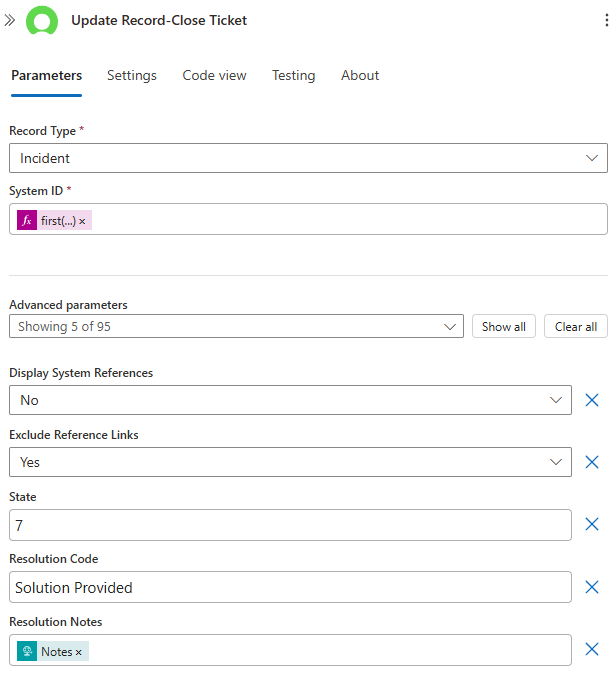 Update Record-Close Ticket
Parameters Settings Code view Testing About
Record Type *
Incident
System ID *
fx first(...) ×
Advanced parameters
Showing 5 of 95 Show all Clear all
Display System References
No
Exclude Reference Links
Yes
State
7
Resolution Code
Solution Provided
Resolution Notes
Notes ×